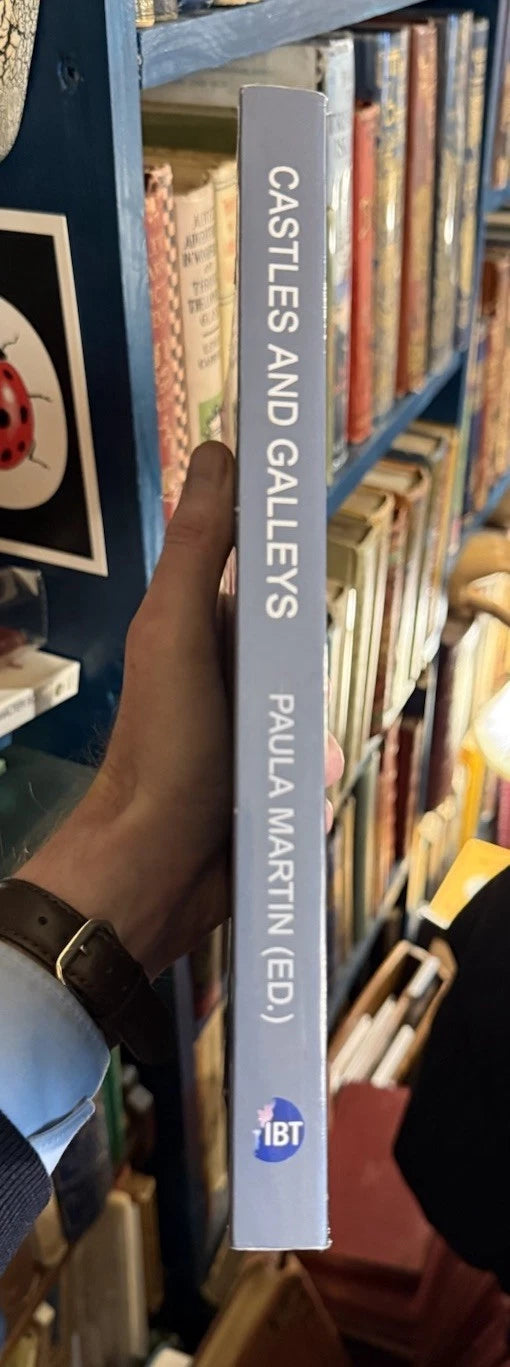 CASTLES AND GALLEYS
PAULA MARTIN (ED.)
IBT